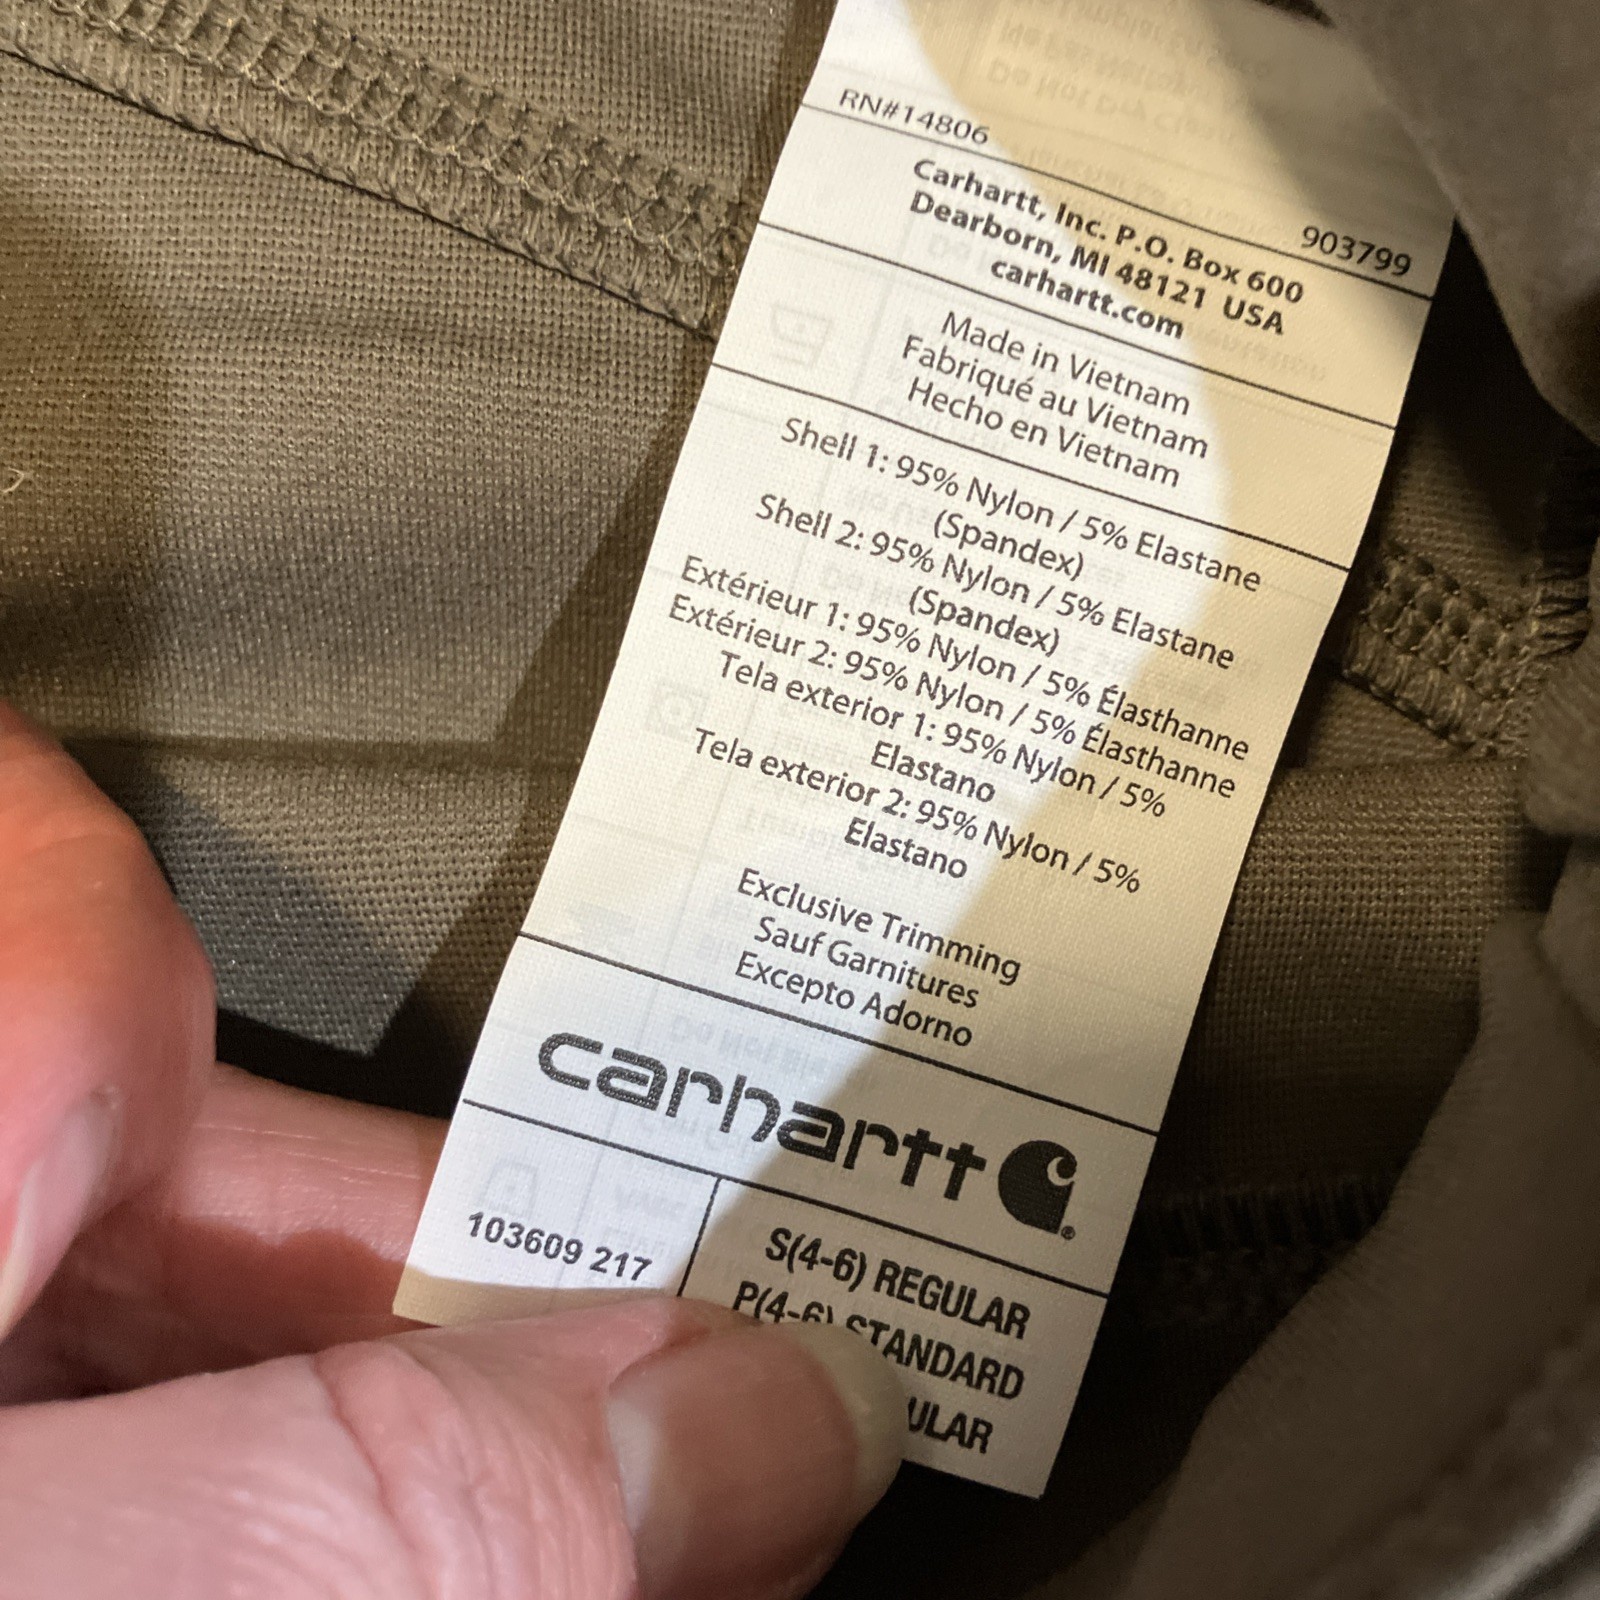 RN#14806
903799
Carhartt, Inc. P.O. Box 600
Dearborn, MI 48121 USA
carhartt.com
Made in Vietnam
Fabriqué au Vietnam
Hecho en Vietnam
Shell 1: 95% Nylon / 5% Elastane
(Spandex)
Shell 2: 95% Nylon / 5% Elastane
(Spandex)
Extérieur 1: 95% Nylon / 5% Élasthanne
Extérieur 2: 95% Nylon / 5% Élasthanne
Tela exterior 1: 95% Nylon / 5%
Elastano
Tela exterior 2: 95% Nylon / 5%
Elastano
Exclusive Trimming
Sauf Garnitures
Excepto Adorno
carhartt
103609 217
S(4-6) REGULAR
P(4-6) STANDARD
ULAR